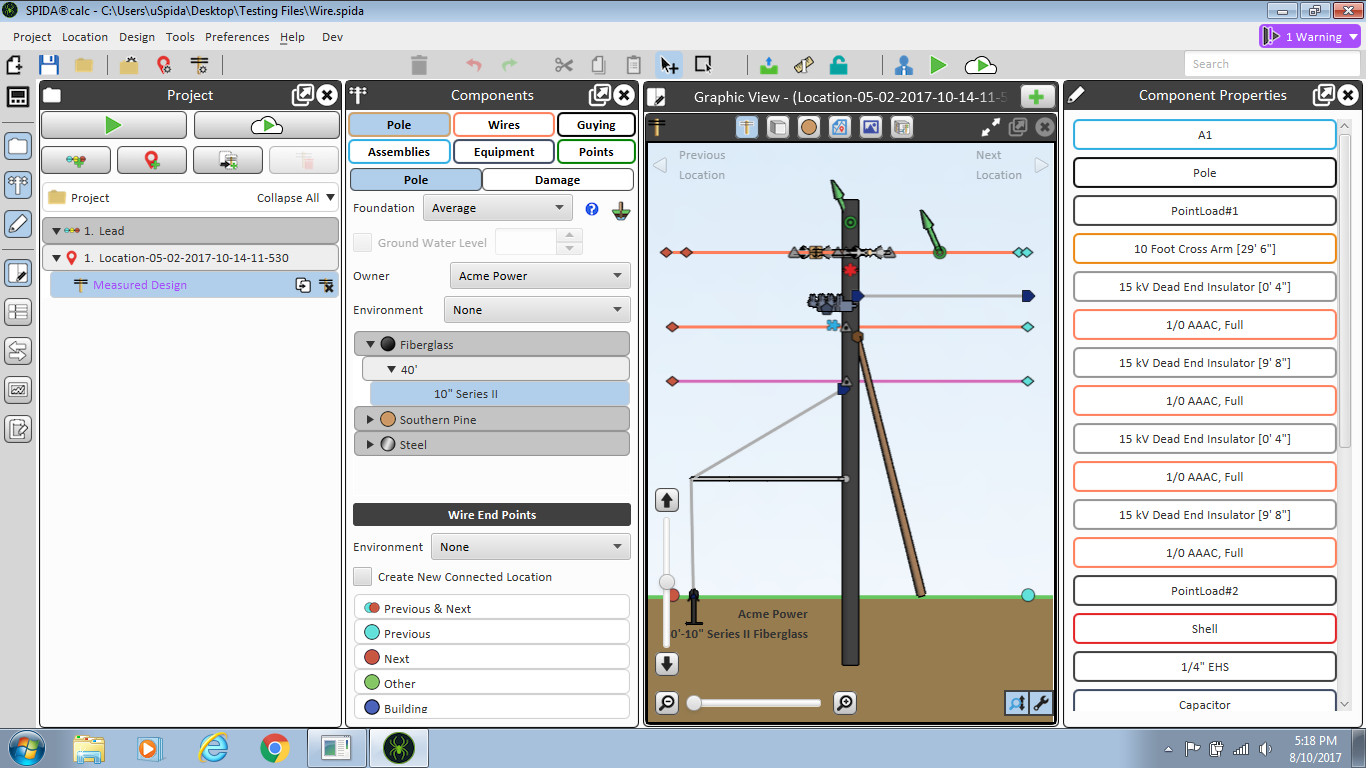 SPIDA®calc - C:\Users\uSpida\Desktop\Testing Files\Wire.spida
Project Location Design Tools Preferences Help Dev
1 Warning
Search
Project
Project
Collapse All
1. Lead
1. Location-05-02-2017-10-14-11-530
Measured Design
Components
Pole Wires Guying
Assemblies Equipment Points
Pole Damage
Foundation Average
Ground Water Level
Owner Acme Power
Environment None
Fiberglass
40'
10" Series II
Southern Pine
Steel
Wire End Points
Environment None
Create New Connected Location
Previous & Next
Previous
Next
Other
Building
Graphic View - (Location-05-02-2017-10-14-11-5
Previous
Location
Next
Location
Acme Power
0'-10" Series II Fiberglass
Component Properties
A1
Pole
PointLoad#1
10 Foot Cross Arm [29' 6"]
15 kV Dead End Insulator [0' 4"]
1/0 AAAC, Full
15 kV Dead End Insulator [9' 8"]
1/0 AAAC, Full
15 kV Dead End Insulator [0' 4"]
1/0 AAAC, Full
15 kV Dead End Insulator [9' 8"]
1/0 AAAC, Full
PointLoad#2
Shell
1/4" EHS
Capacitor
5:18 PM
8/10/2017